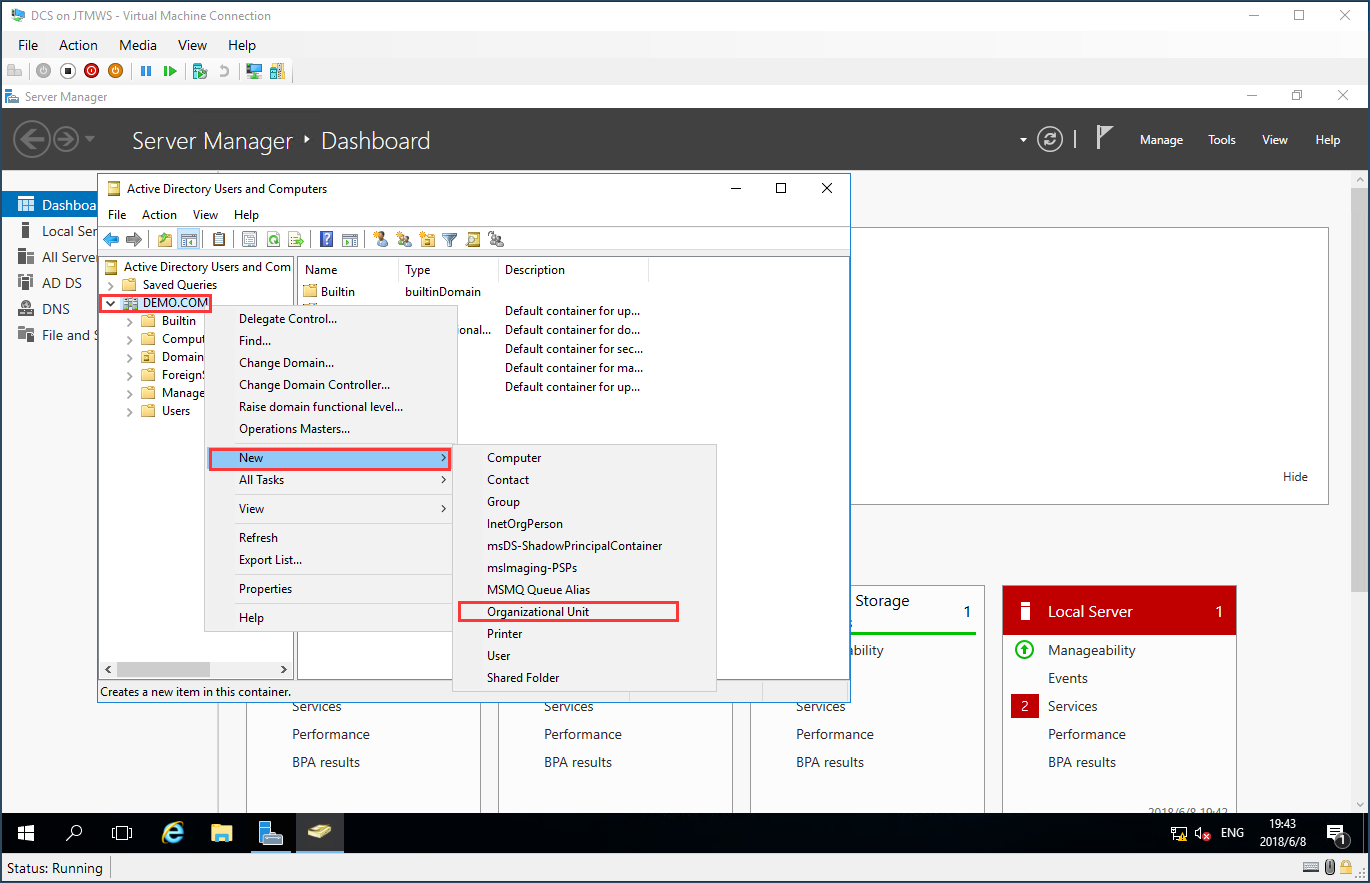 DCS on JTMWS - Virtual Machine Connection
File Action Media View Help
Server Manager
Server Manager ‣ Dashboard
Manage Tools View Help
Dashboa
Local Ser
All Server
AD DS
DNS
File and S
Active Directory Users and Computers
File Action View Help
Active Directory Users and Com
Saved Queries
DEMO.COM
Builtin
Comput
Domain
ForeignS
Manage
Users
Name Type Description
Builtin builtinDomain
Default container for up...
onal... Default container for do...
Default container for sec...
Default container for ma...
Default container for up...
Delegate Control...
Find...
Change Domain...
Change Domain Controller...
Raise domain functional level...
Operations Masters...
New
All Tasks
View
Refresh
Export List...
Properties
Help
Computer
Contact
Group
InetOrgPerson
msDS-ShadowPrincipalContainer
msImaging-PSPs
MSMQ Queue Alias
Organizational Unit
Printer
User
Shared Folder
Creates a new item in this container.
Hide
Services
Performance
BPA results
Services
Performance
BPA results
Storage 1
ability
Services
Performance
BPA results
Local Server 1
Manageability
Events
2 Services
Performance
BPA results
2018/6/8 19:42
ENG
19:43
2018/6/8
1
Status: Running